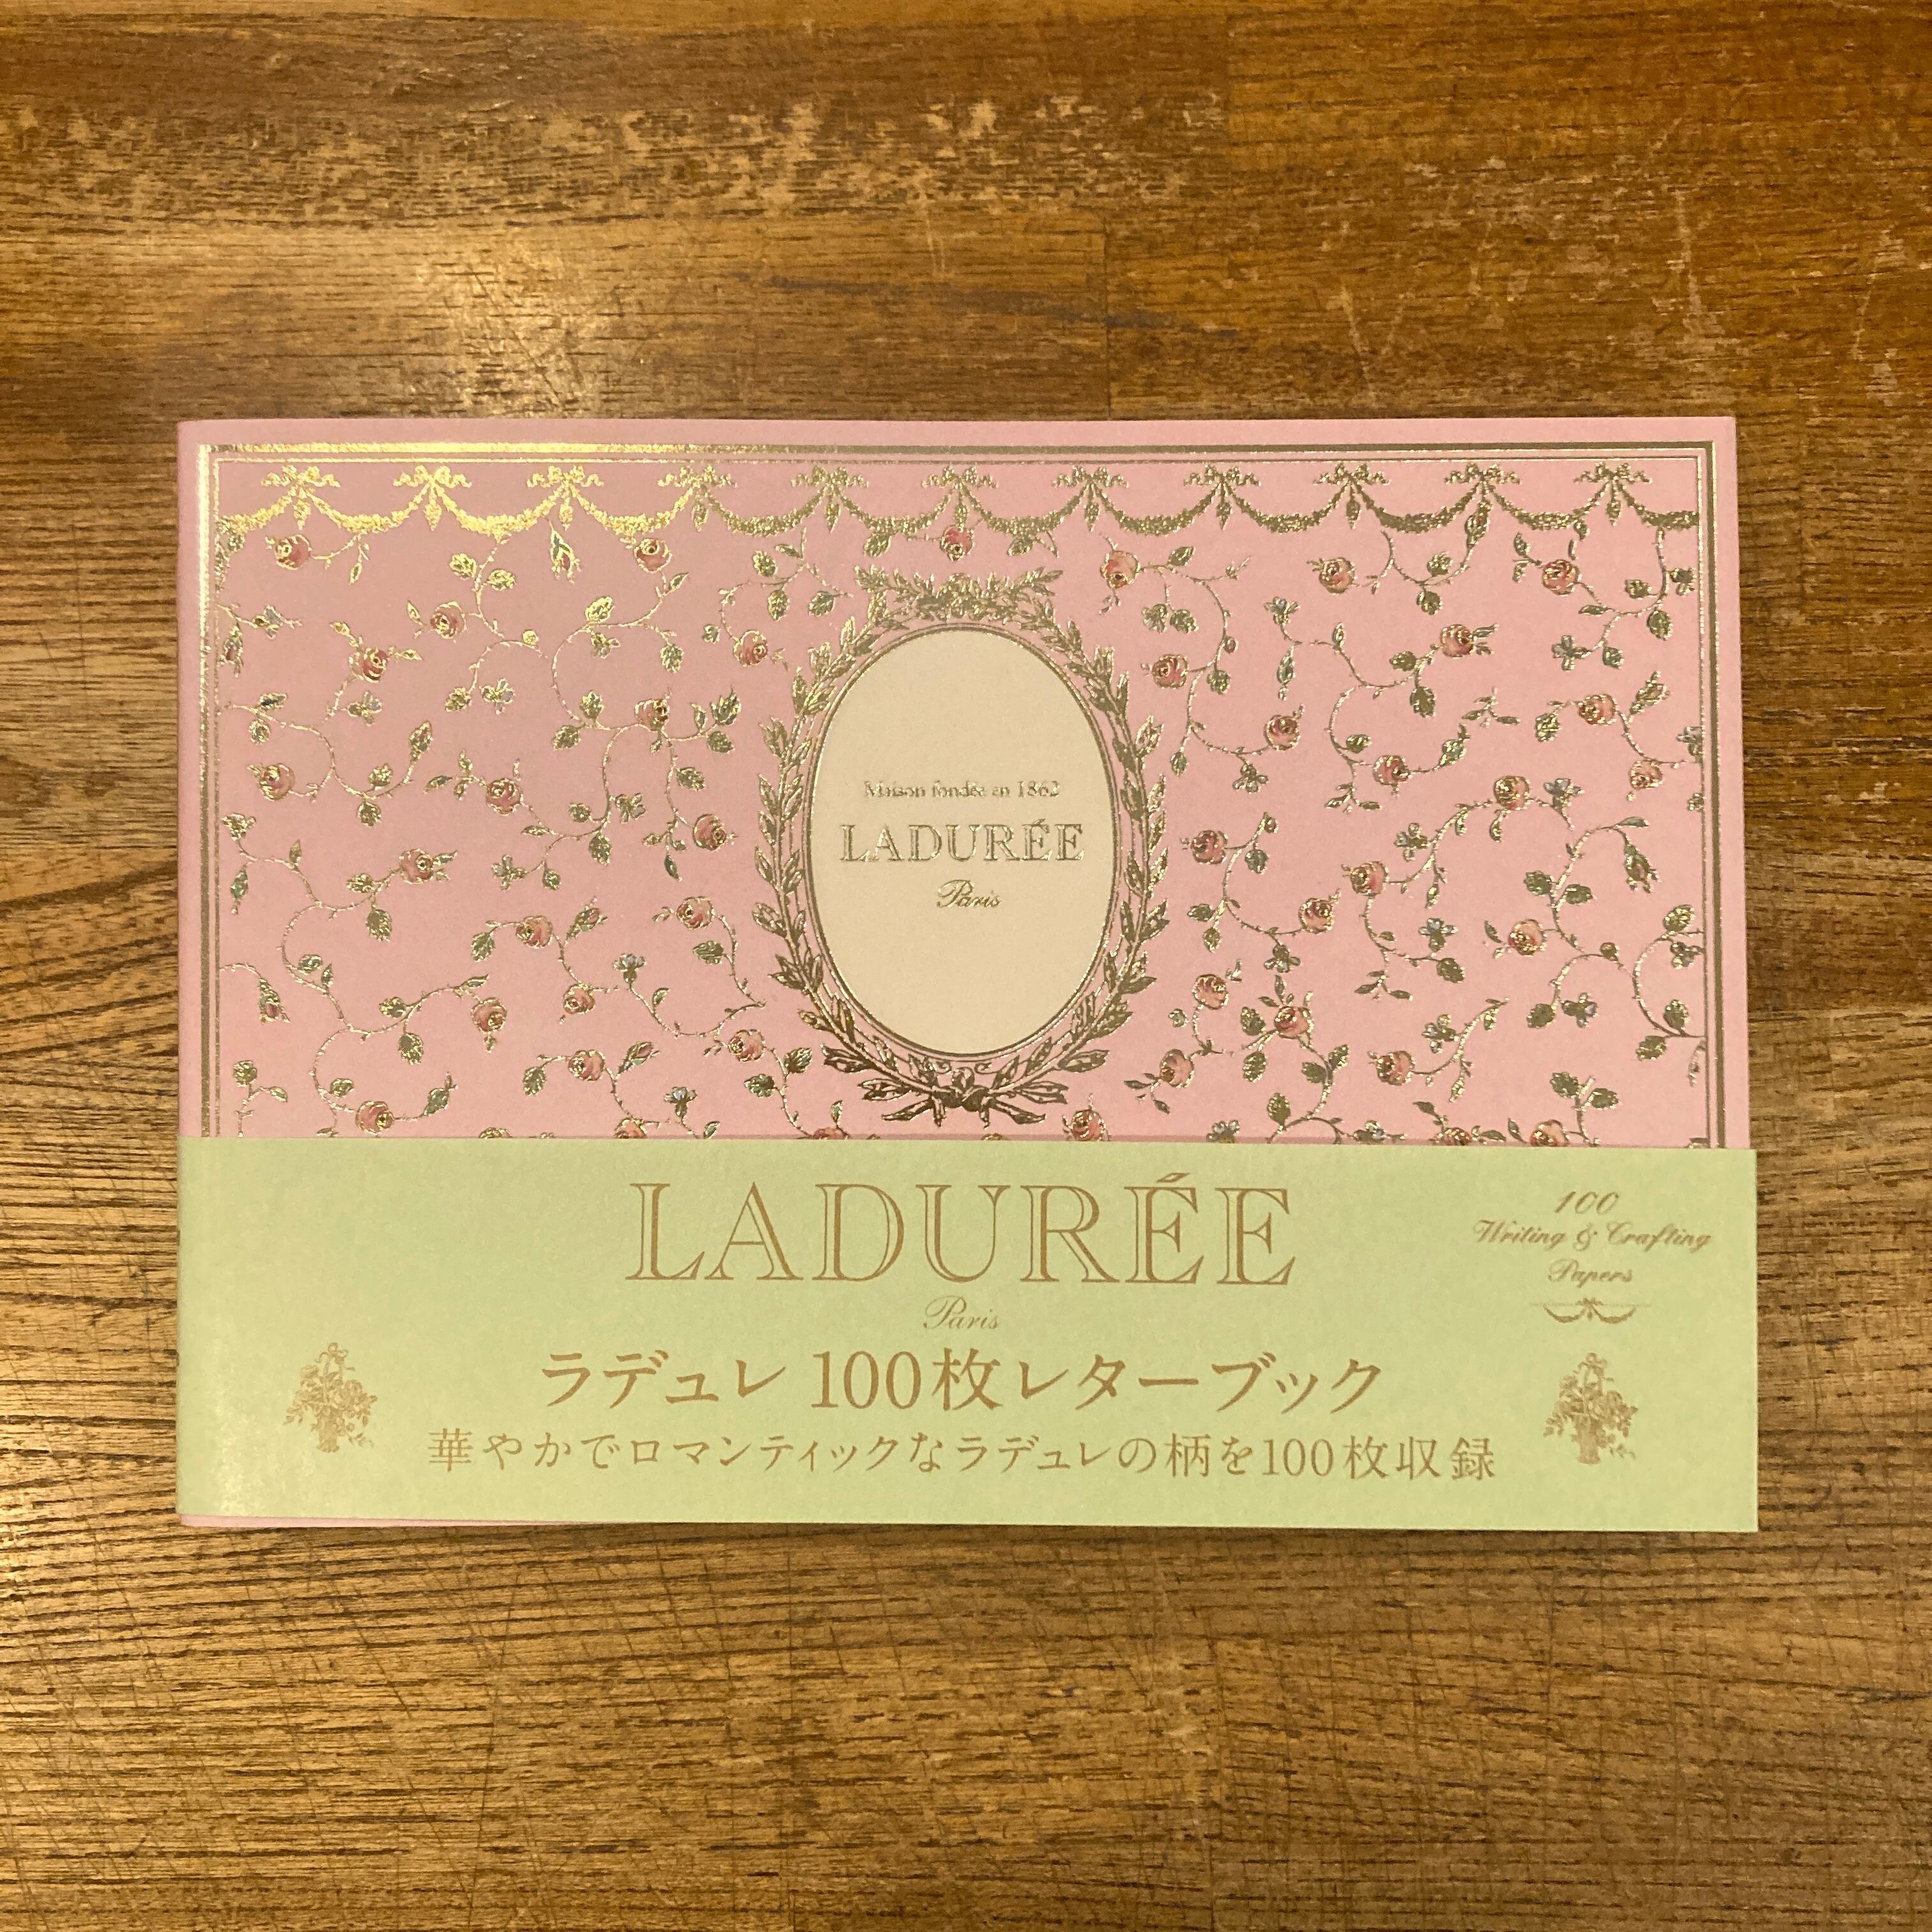 Maison fondée en 1862
LADURÉE
Paris
LADURÉE
Paris
100
Writing & Crafting
Papers
ラデュレ 100枚レターブック
華やかでロマンティックなラデュレの柄を100枚収録